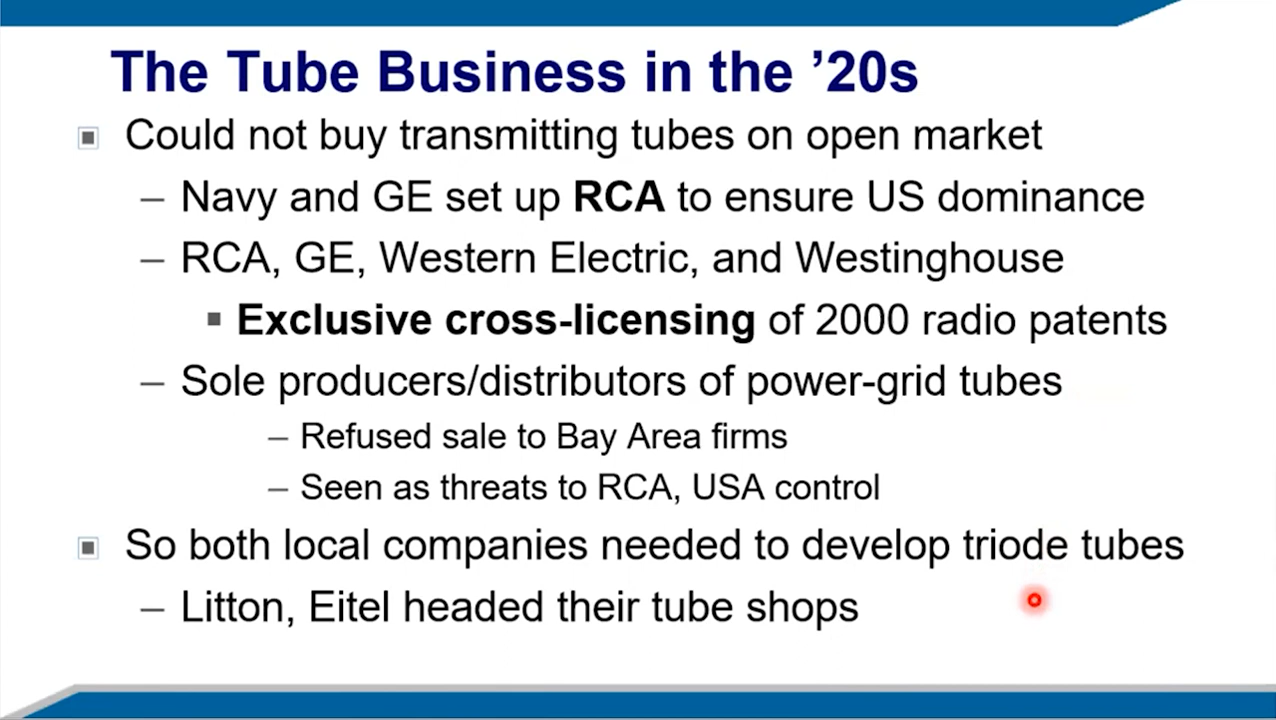 The Tube Business in the ’20s
Could not buy transmitting tubes on open market
– Navy and GE set up RCA to ensure US dominance
– RCA, GE, Western Electric, and Westinghouse
Exclusive cross-licensing of 2000 radio patents
– Sole producers/distributors of power-grid tubes
– Refused sale to Bay Area firms
– Seen as threats to RCA, USA control
So both local companies needed to develop triode tubes
– Litton, Eitel headed their tube shops